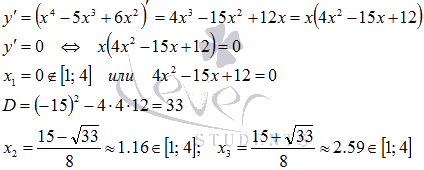 y′ = (x⁴ −5x³ + 6x²)′ = 4x³ −15x² +12x = x(4x² −15x +12)
y′ = 0 ⇔ x(4x² −15x +12) = 0
x₁ = 0 ∉ [1; 4] или 4x² −15x +12 = 0
D = (−15)² −4·4·12 = 33
x₂ = (15−√33)/8 ≈ 1.16 ∈ [1; 4]; x₃ = (15+√33)/8 ≈ 2.59 ∈ [1; 4]
clever
STUDENTS